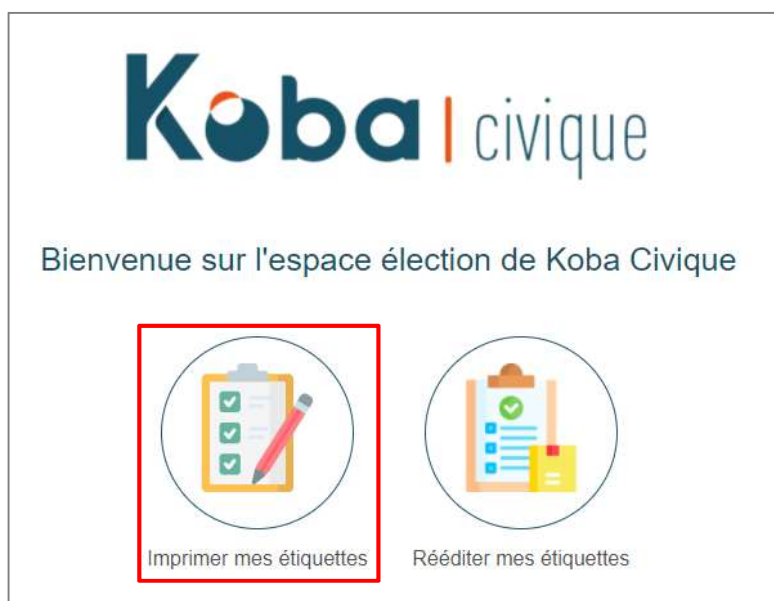 Koba | civique
Bienvenue sur l'espace élection de Koba Civique
Imprimer mes étiquettes
Rééditer mes étiquettes